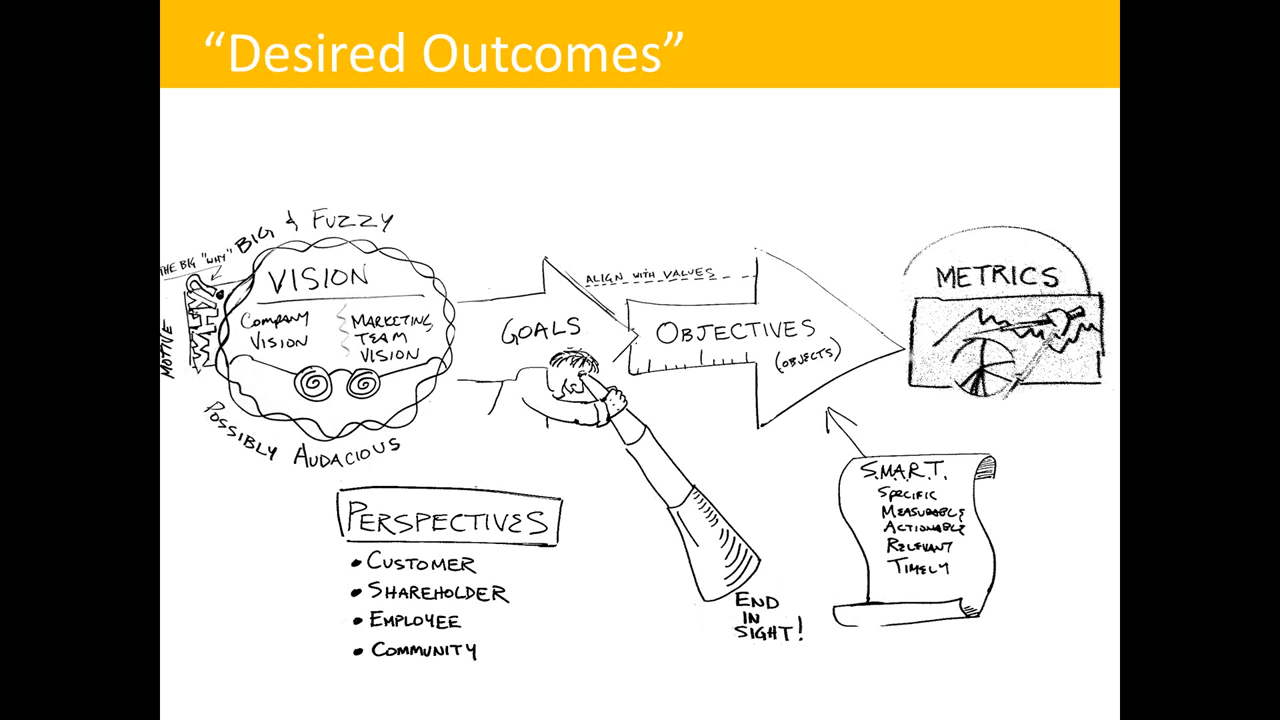 “Desired Outcomes”
BIG & FUZZY
THE BIG "WHY"
WHY
MOTIVE
VISION
COMPANY
VISION
MARKETING
TEAM
VISION
POSSIBLY AUDACIOUS
GOALS
ALIGN WITH VALUES
OBJECTIVES
(OBJECTS)
METRICS
END
IN
SIGHT!
S.M.A.R.T.
SPECIFIC
MEASURABLE
ACTIONABLE
RELEVANT
TIMELY
PERSPECTIVES
• CUSTOMER
• SHAREHOLDER
• EMPLOYEE
• COMMUNITY